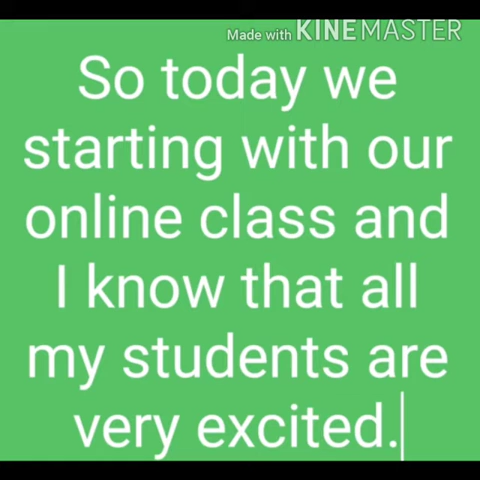 Made with KINEMASTER
So today we
starting with our
online class and
I know that all
my students are
very excited.